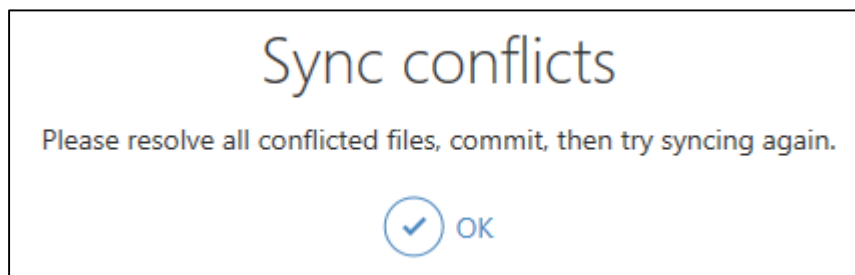 Sync conflicts
Please resolve all conflicted files, commit, then try syncing again.
OK